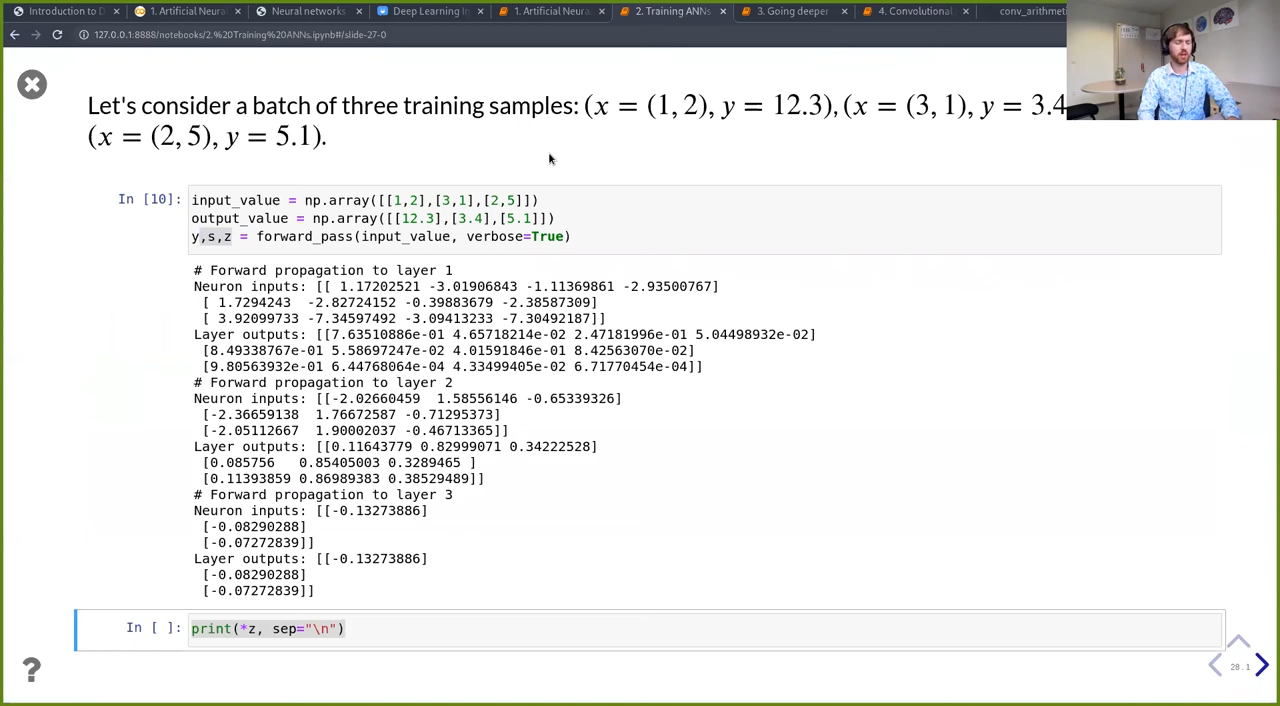 Introduction to D
1. Artificial Neura
Neural networks
Deep Learning In
1. Artificial Neura
2. Training ANNs
3. Going deeper
4. Convolutional
conv_arithmeti
127.0.0.1:8888/notebooks/2.%20Training%20ANNs.ipynb#/slide-27-0
Let's consider a batch of three training samples: (x = (1, 2), y = 12.3), (x = (3, 1), y = 3.4
(x = (2, 5), y = 5.1).
In [10]: input_value = np.array([[1,2],[3,1],[2,5]])
output_value = np.array([[12.3],[3.4],[5.1]])
y,s,z = forward_pass(input_value, verbose=True)
# Forward propagation to layer 1
Neuron inputs: [[ 1.17202521 -3.01906843 -1.11369861 -2.93500767]
[ 1.7294243 -2.82724152 -0.39883679 -2.38587309]
[ 3.92099733 -7.34597492 -3.09413233 -7.30492187]]
Layer outputs: [[7.63510886e-01 4.65718214e-02 2.47181996e-01 5.04498932e-02]
[8.49338767e-01 5.58697247e-02 4.01591846e-01 8.42563070e-02]
[9.80563932e-01 6.44768064e-04 4.33499405e-02 6.71770454e-04]]
# Forward propagation to layer 2
Neuron inputs: [[-2.02660459 1.58556146 -0.65339326]
[-2.36659138 1.76672587 -0.71295373]
[-2.05112667 1.90002037 -0.46713365]]
Layer outputs: [[0.11643779 0.82999071 0.34222528]
[0.085756 0.85405003 0.3289465 ]
[0.11393859 0.86989383 0.38529489]]
# Forward propagation to layer 3
Neuron inputs: [[-0.13273886]
[-0.08290288]
[-0.07272839]]
Layer outputs: [[-0.13273886]
[-0.08290288]
[-0.07272839]]
In [ ]: print(*z, sep="\n")
?
28.1